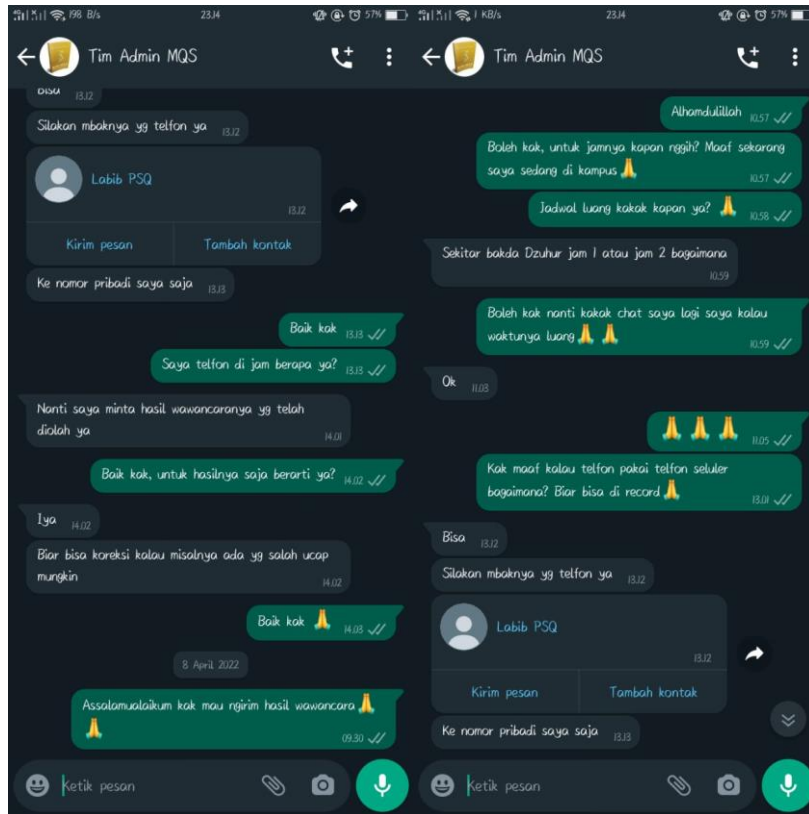 198 B/s 23.14 57%
Tim Admin MQS
Bisa 13.12
Silakan mbaknya yg telfon ya 13.12
Labib PSQ
13.12
Kirim pesan Tambah kontak
Ke nomor pribadi saya saja 13.13
Baik kak 13.13
Saya telfon di jam berapa ya? 13.13
Nanti saya minta hasil wawancaranya yg telah
diolah ya 14.01
Baik kak, untuk hasilnya saja berarti ya? 14.02
Iya 14.02
Biar bisa koreksi kalau misalnya ada yg salah ucap
mungkin 14.02
Baik kak 🙏 14.03
8 April 2022
Assalamualaikum kak mau ngirim hasil wawancara 🙏
🙏 09.30
Ketik pesan
1 KB/s 23.14 57%
Tim Admin MQS
Alhamdulillah 10.57
Boleh kak, untuk jamnya kapan nggih? Maaf sekarang
saya sedang di kampus 🙏 10.57
Jadwal luang kakak kapan ya? 🙏 10.58
Sekitar bakda Dzuhur jam 1 atau jam 2 bagaimana
10.59
Boleh kak nanti kakak chat saya lagi saya kalau
waktunya luang 🙏 🙏 10.59
Ok 11.03
🙏 🙏 🙏 11.05
Kak maaf kalau telfon pakai telfon seluler
bagaimana? Biar bisa di record 🙏 13.01
Bisa 13.12
Silakan mbaknya yg telfon ya 13.12
Labib PSQ
13.12
Kirim pesan Tambah kontak
Ke nomor pribadi saya saja 13.13
Ketik pesan